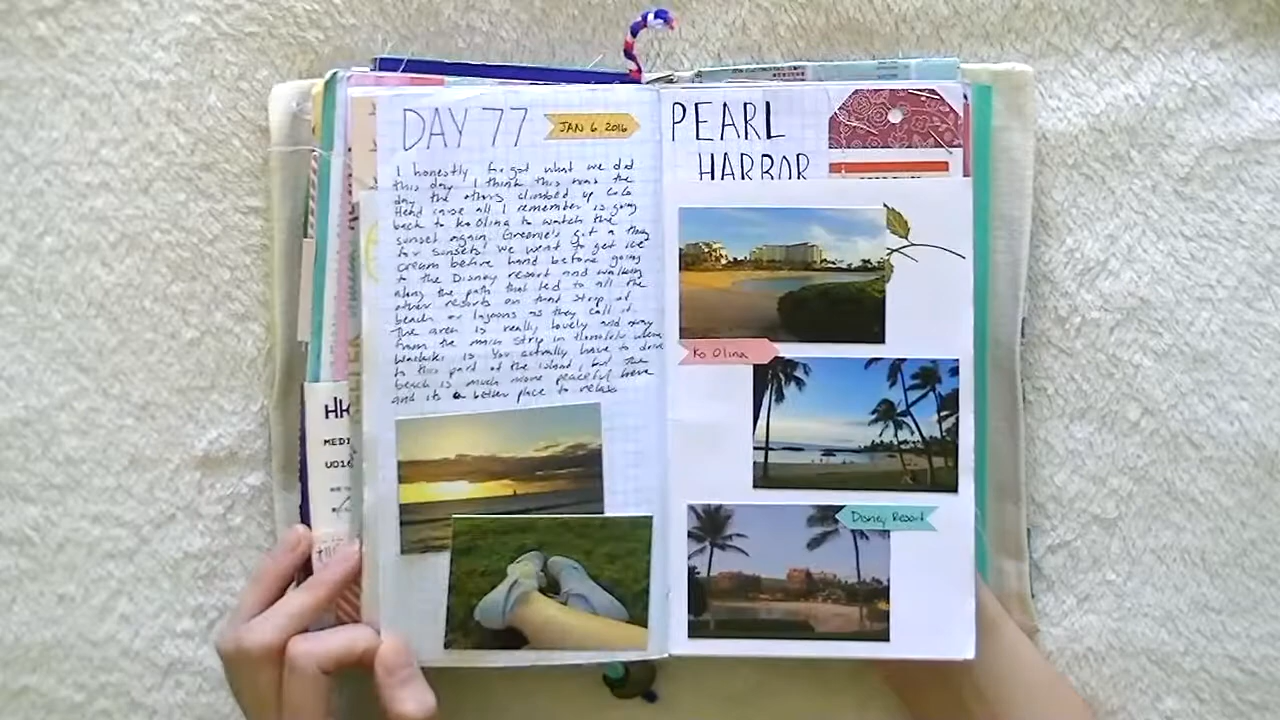 DAY 77
JAN 6 2016
I honestly forgot what we did
this day. I think this was the
day the others climbed up CoCo
Head cause all I remember is going
back to Ko Olina to watch the
sunset again. Greenie's got a thing
for sunsets. We went to get ice
cream before hand before going
to the Disney resort and walking
along the path that led to all the
other resorts on that strip of
beach or lagoons as they call it.
The area is really lovely and away
from the main strip in Honolulu where
Waikiki is. You actually have to drive
to this part of the island, but the
beach is much more peaceful here
and its a better place to relax
HK
MEDI
UO16
PEARL
HARBOR
Ko Olina
Disney Resort